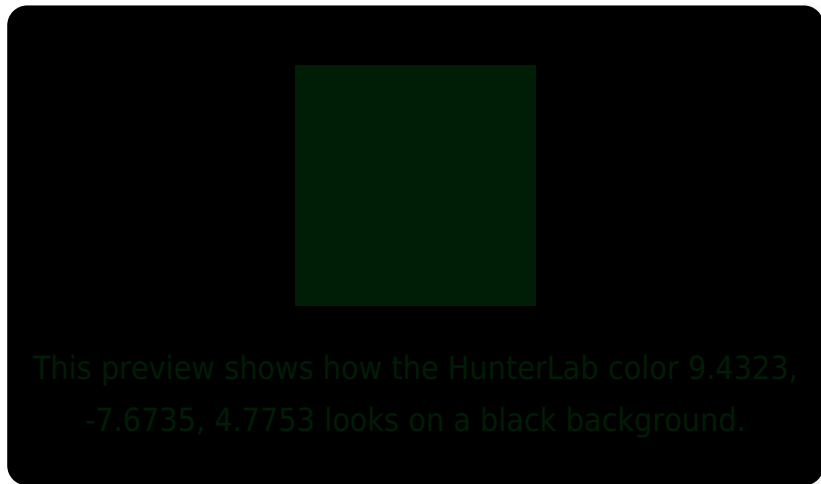 This preview shows how the HunterLab color 9.4323,
-7.6735, 4.7753 looks on a black background.